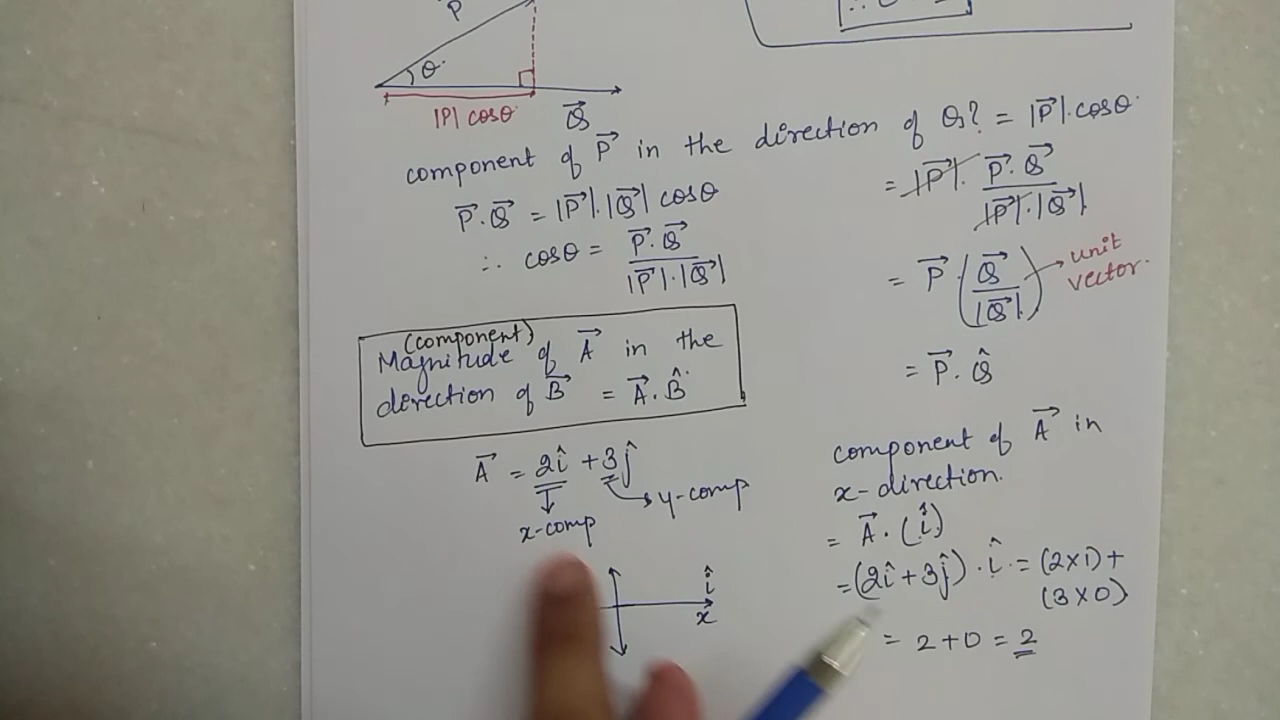 P
θ
|P| cosθ
Q⃗
component of P⃗ in the direction of Q? = |P⃗|.cosθ
P⃗.Q⃗ = |P⃗|.|Q⃗| cosθ
∴ cosθ = P⃗.Q⃗ / |P⃗|.|Q⃗|
= |P⃗|. P⃗.Q⃗ / |P⃗|.|Q⃗|
= P⃗.(Q⃗ / |Q⃗|) → unit vector.
= P⃗.Q̂
(component)
Magnitude of A⃗ in the
direction of B⃗ = A⃗.B̂
A⃗ = 2î + 3ĵ
y-comp
x-comp
î
x
component of A⃗ in
x-direction.
= A⃗.(î)
=(2î+3ĵ).î = (2×1)+
(3×0)
= 2+0 = 2